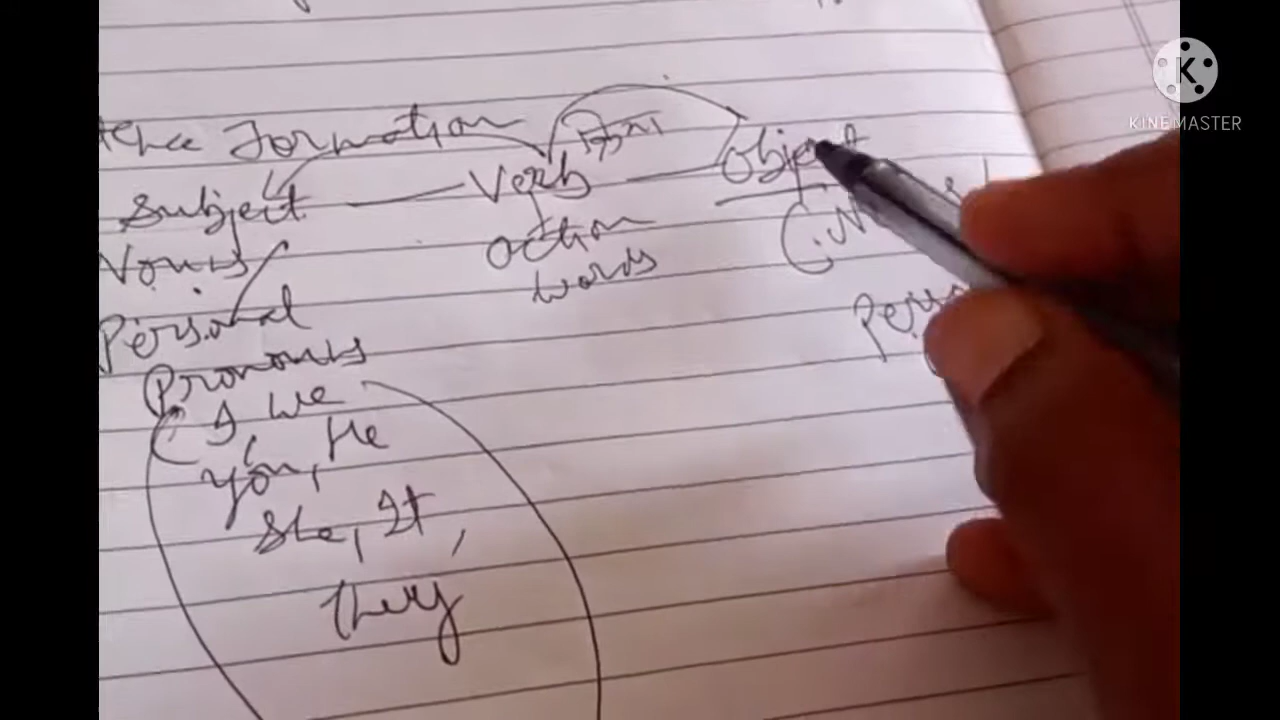 Formation
Subject — Verb — Object
Nouns
Action
words
Personal
Pronouns
( I, We
You, He
She, It,
They
KINEMASTER